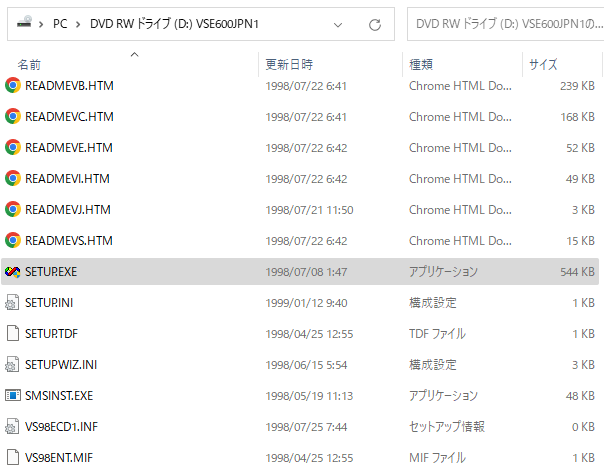 PC > DVD RW ドライブ (D:) VSE600JPN1
DVD RW ドライブ (D:) VSE600JPN1の...
名前 更新日時 種類 サイズ
READMEVB.HTM 1998/07/22 6:41 Chrome HTML Do... 239 KB
READMEVC.HTM 1998/07/22 6:41 Chrome HTML Do... 168 KB
READMEVE.HTM 1998/07/22 6:42 Chrome HTML Do... 52 KB
READMEVI.HTM 1998/07/22 6:42 Chrome HTML Do... 49 KB
READMEVJ.HTM 1998/07/21 11:50 Chrome HTML Do... 3 KB
READMEVS.HTM 1998/07/22 6:42 Chrome HTML Do... 15 KB
SETUP.EXE 1998/07/08 1:47 アプリケーション 544 KB
SETUP.INI 1999/01/12 9:40 構成設定 1 KB
SETUP.TDF 1998/04/25 12:55 TDF ファイル 1 KB
SETUPWIZ.INI 1998/06/15 5:54 構成設定 3 KB
SMSINST.EXE 1998/05/19 11:13 アプリケーション 48 KB
VS98ECD1.INF 1998/07/25 7:44 セットアップ情報 0 KB
VS98ENT.MIF 1998/04/25 12:55 MIF ファイル 1 KB